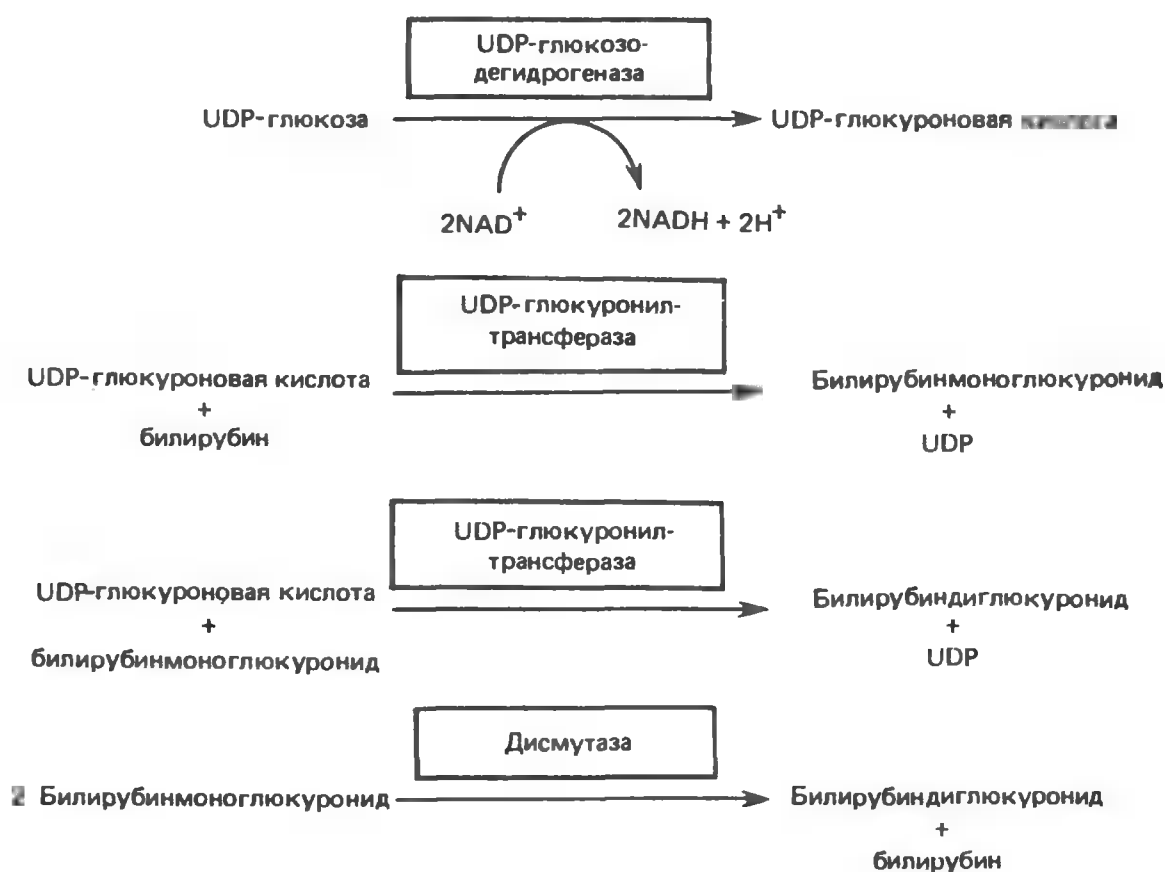 UDP-глюкозо-
дегидрогеназа
UDP-глюкоза
UDP-глюкуроновая
2NAD+
2NADH + 2H+
UDP-глюкуронил-
трансфераза
UDP-глюкуроновая кислота
+
билирубин
Билирубинмоноглюкуронид
+
UDP
UDP-глюкуронил-
трансфераза
UDP-глюкуроновая кислота
+
билирубинмоноглюкуронид
Билирубиндиглюкуронид
+
UDP
Дисмутаза
2 Билирубинмоноглюкуронид
Билирубиндиглюкуронид
+
билирубин